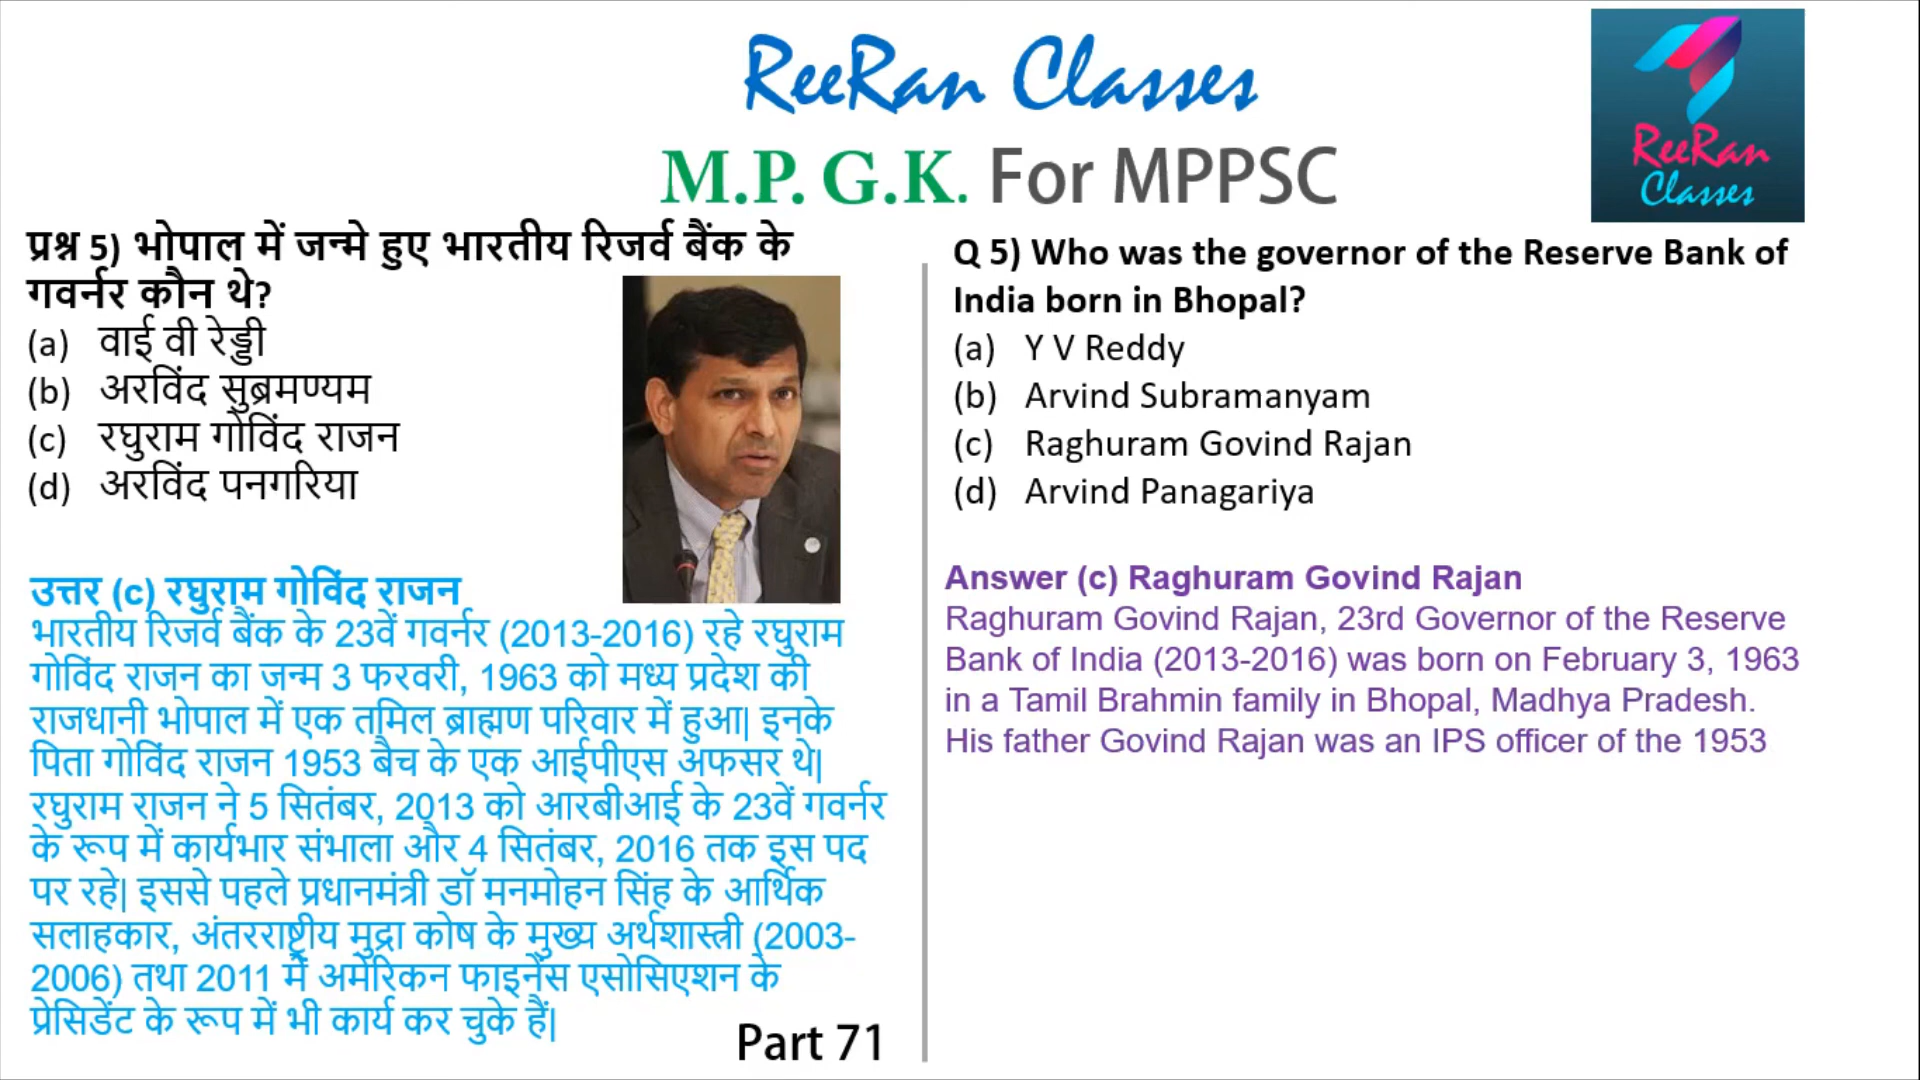 ReeRan Classes
M.P. G.K. For MPPSC
ReeRan
Classes
प्रश्न 5) भोपाल में जन्मे हुए भारतीय रिजर्व बैंक के
गवर्नर कौन थे?
(a) वाई वी रेड्डी
(b) अरविंद सुब्रमण्यम
(c) रघुराम गोविंद राजन
(d) अरविंद पनगरिया
उत्तर (c) रघुराम गोविंद राजन
भारतीय रिजर्व बैंक के 23वें गवर्नर (2013-2016) रहे रघुराम
गोविंद राजन का जन्म 3 फरवरी, 1963 को मध्य प्रदेश की
राजधानी भोपाल में एक तमिल ब्राह्मण परिवार में हुआ| इनके
पिता गोविंद राजन 1953 बैच के एक आईपीएस अफसर थे|
रघुराम राजन ने 5 सितंबर, 2013 को आरबीआई के 23वें गवर्नर
के रूप में कार्यभार संभाला और 4 सितंबर, 2016 तक इस पद
पर रहे| इससे पहले प्रधानमंत्री डॉ मनमोहन सिंह के आर्थिक
सलाहकार, अंतरराष्ट्रीय मुद्रा कोष के मुख्य अर्थशास्त्री (2003-
2006) तथा 2011 में अमेरिकन फाइनेंस एसोसिएशन के
प्रेसिडेंट के रूप में भी कार्य कर चुके हैं|
Part 71
Q 5) Who was the governor of the Reserve Bank of
India born in Bhopal?
(a) Y V Reddy
(b) Arvind Subramanyam
(c) Raghuram Govind Rajan
(d) Arvind Panagariya
Answer (c) Raghuram Govind Rajan
Raghuram Govind Rajan, 23rd Governor of the Reserve
Bank of India (2013-2016) was born on February 3, 1963
in a Tamil Brahmin family in Bhopal, Madhya Pradesh.
His father Govind Rajan was an IPS officer of the 1953